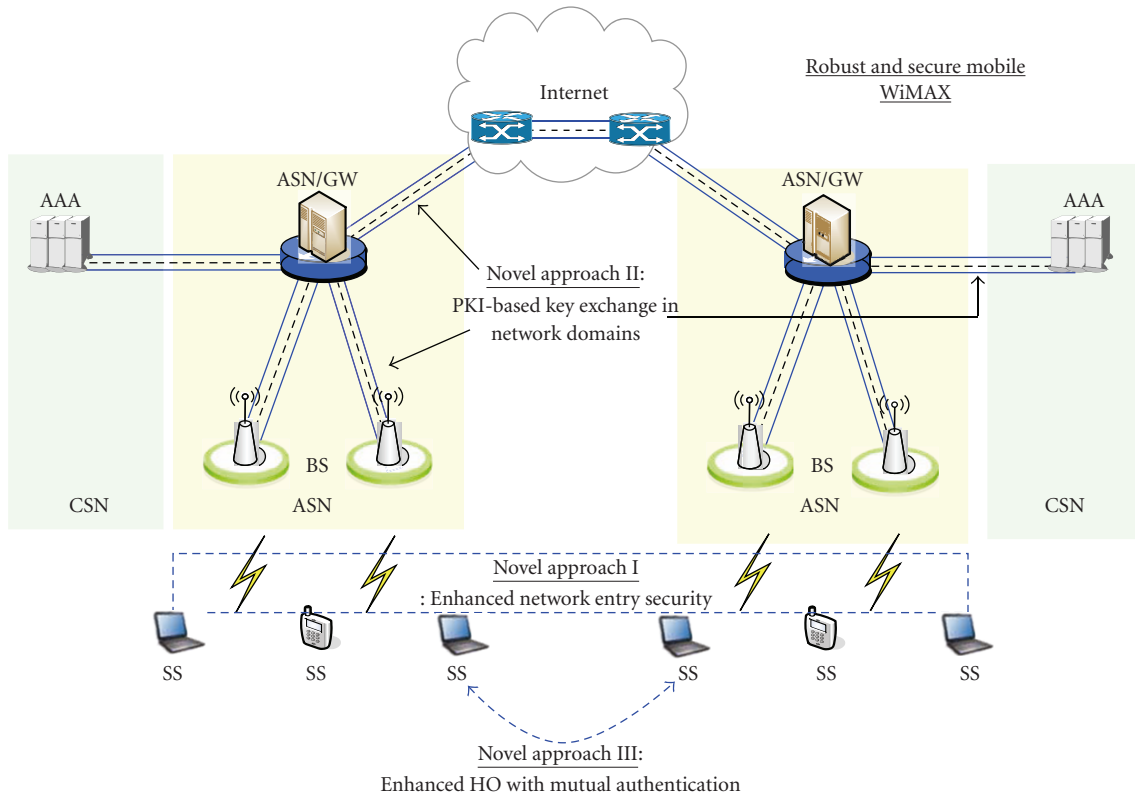 Robust and secure mobile
WiMAX
Internet
ASN/GW
ASN/GW
AAA
AAA
Novel approach II:
PKI-based key exchange in
network domains
BS
BS
CSN
ASN
ASN
CSN
Novel approach I
: Enhanced network entry security
SS
SS
SS
SS
SS
SS
Novel approach III:
Enhanced HO with mutual authentication